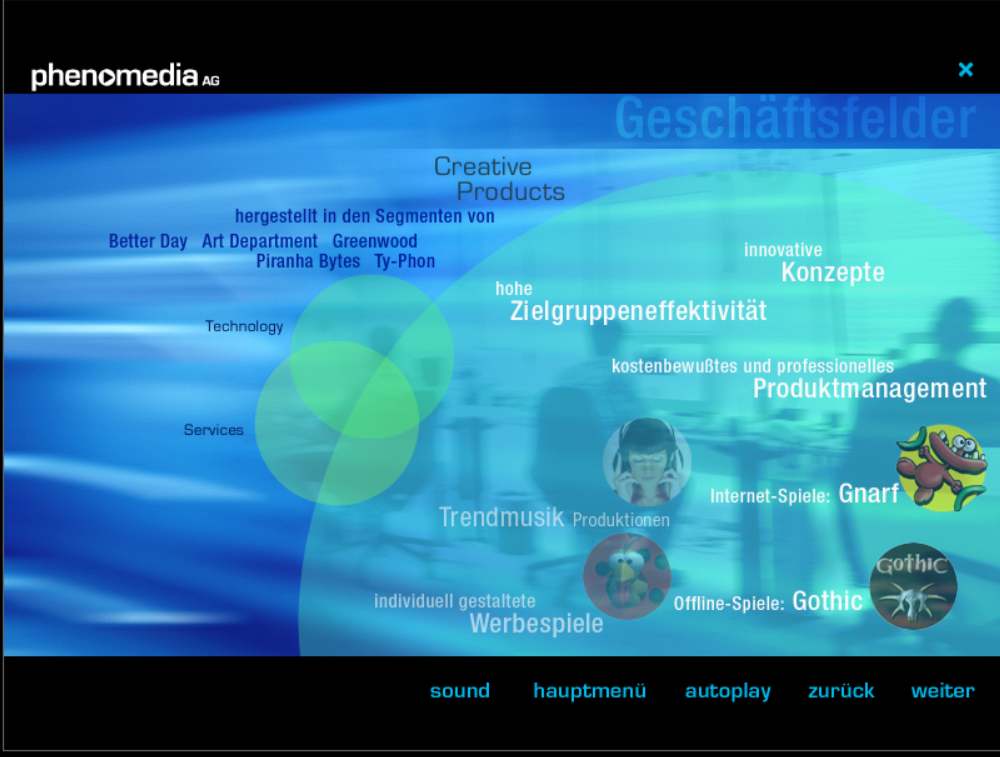 phenomedia AG
×
Geschäftsfelder
Creative
Products
hergestellt in den Segmenten von
Better Day Art Department Greenwood
Piranha Bytes Ty-Phon
innovative
Konzepte
hohe
Zielgruppeneffektivität
Technology
kostenbewußtes und professionelles
Produktmanagement
Services
Internet-Spiele: Gnarf
Trendmusik Produktionen
GOTHIC
Offline-Spiele: Gothic
individuell gestaltete
Werbespiele
sound hauptmenü autoplay zurück weiter